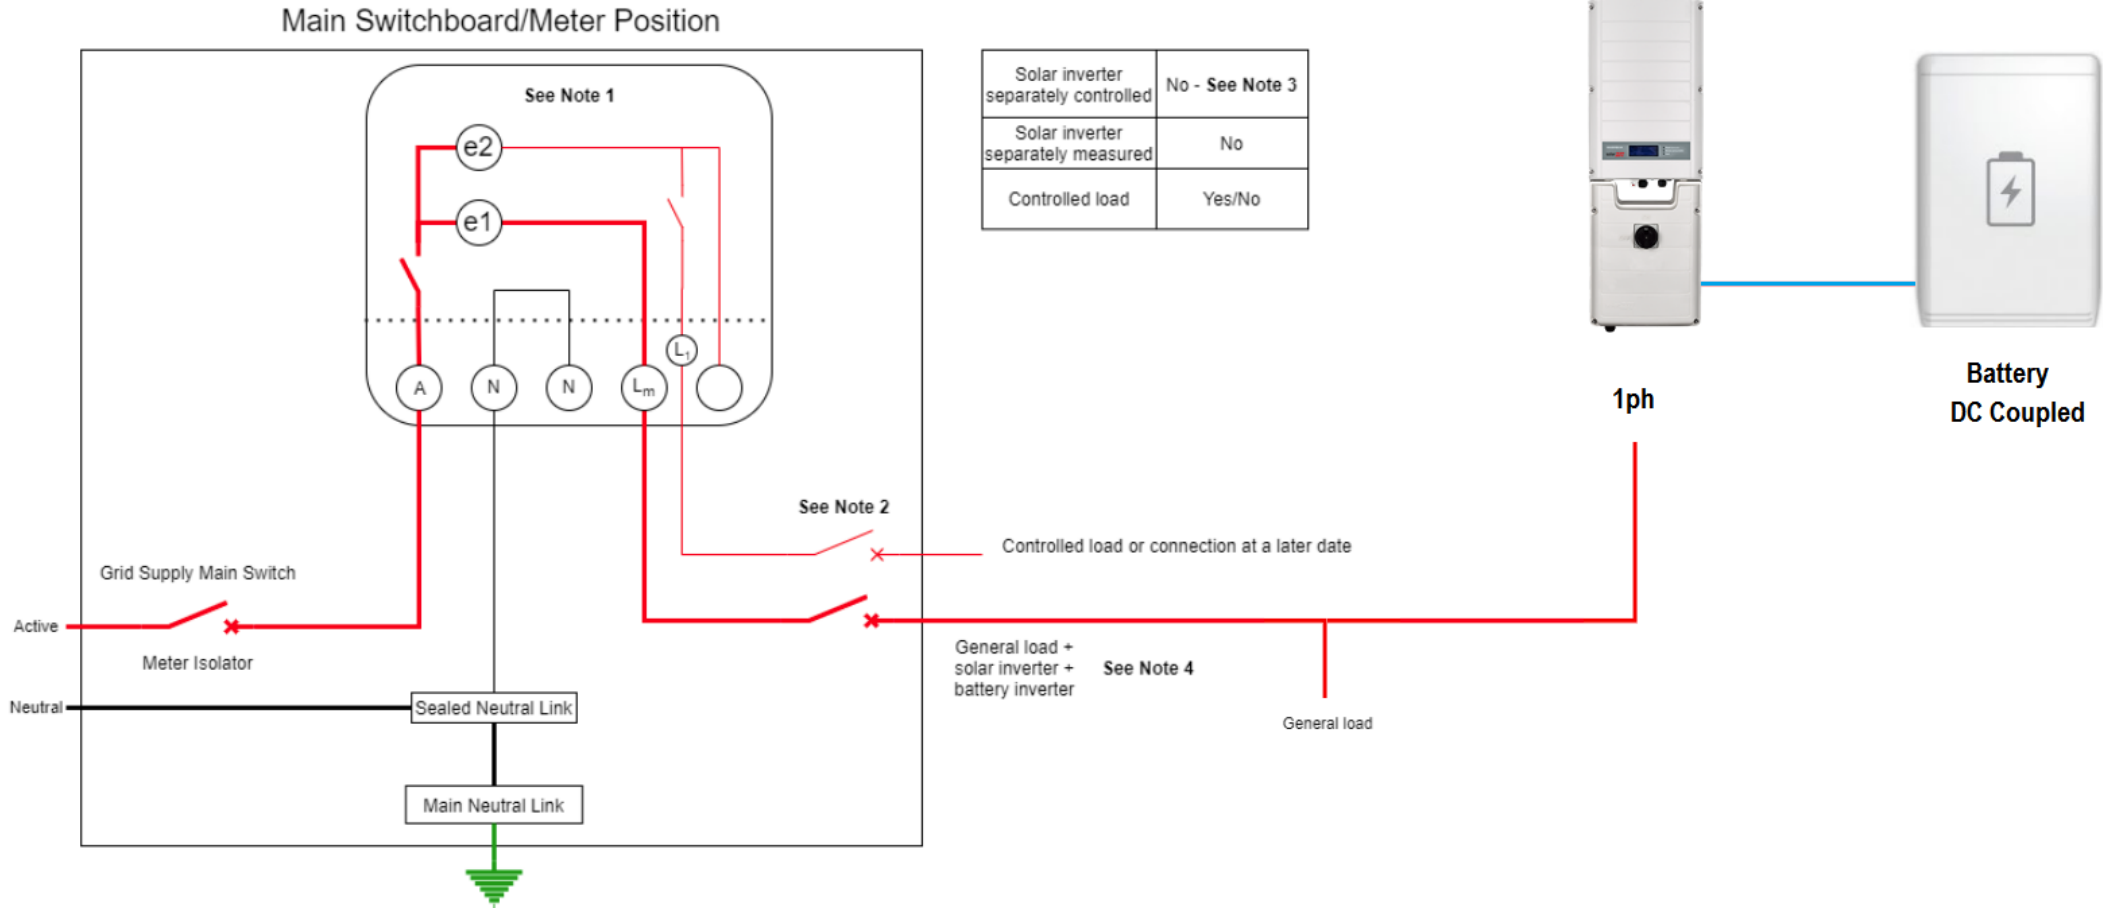 Main Switchboard/Meter Position
See Note 1
e2
e1
A
N
N
Lm
L1
See Note 2
Controlled load or connection at a later date
Grid Supply Main Switch
Active
Meter Isolator
Neutral
Sealed Neutral Link
Main Neutral Link
General load +
solar inverter +
battery inverter
See Note 4
General load
Solar inverter
separately controlled
No - See Note 3
Solar inverter
separately measured
No
Controlled load
Yes/No
1ph
Battery
DC Coupled